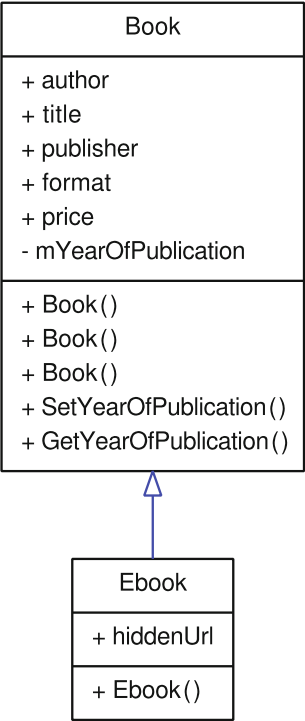 Book
+ author
+ title
+ publisher
+ format
+ price
- mYearOfPublication
+ Book()
+ Book()
+ Book()
+ SetYearOfPublication()
+ GetYearOfPublication()
Ebook
+ hiddenUrl
+ Ebook()